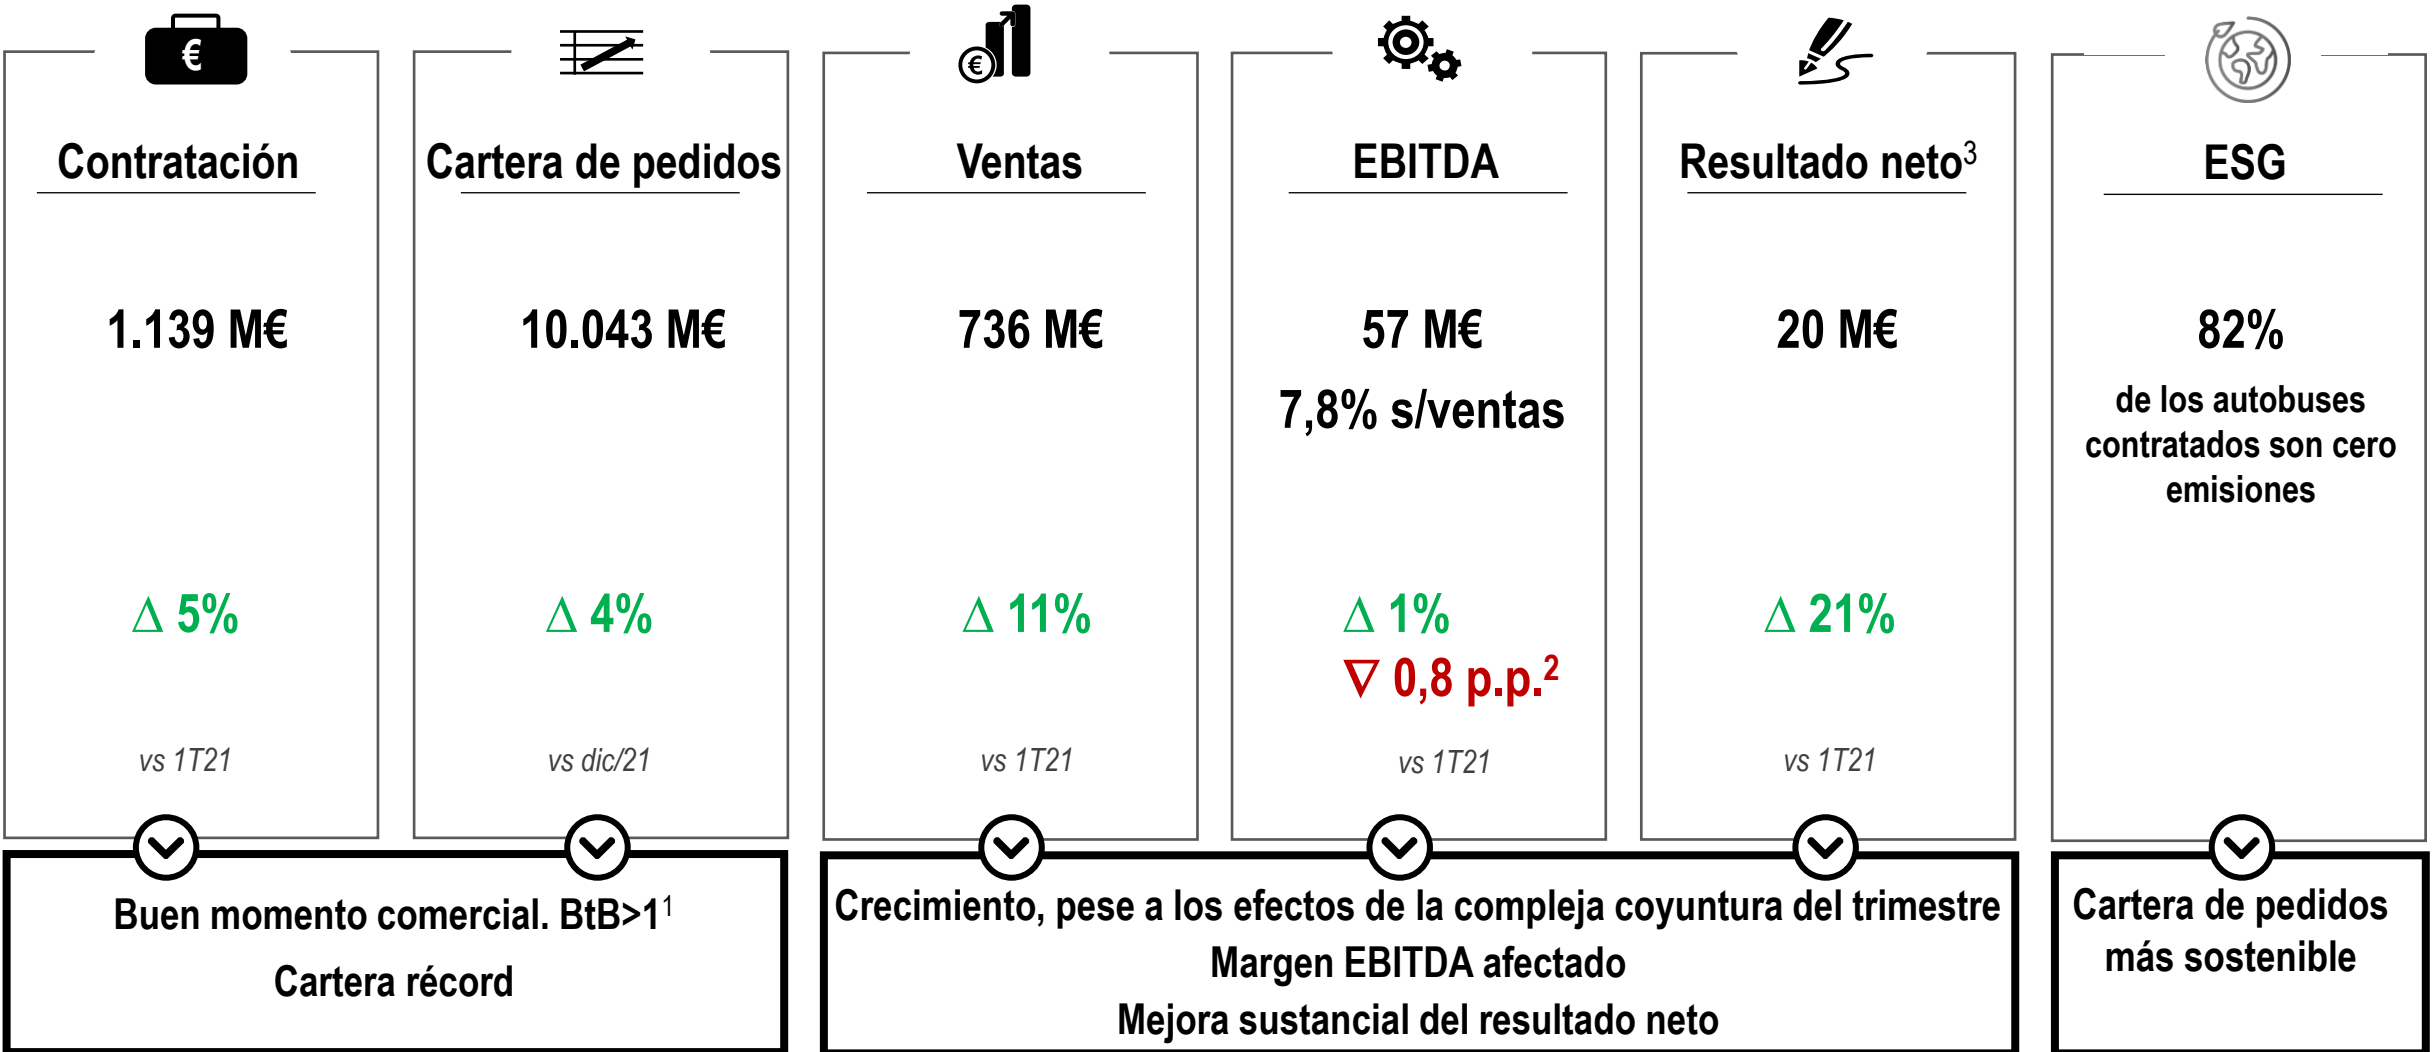 €
Contratación
1.139 M€
Δ 5%
vs 1T21
Cartera de pedidos
10.043 M€
Δ 4%
vs dic/21
Buen momento comercial. BtB>1¹
Cartera récord
€
Ventas
736 M€
Δ 11%
vs 1T21
EBITDA
57 M€
7,8% s/ventas
Δ 1%
∇ 0,8 p.p.²
vs 1T21
Resultado neto³
20 M€
Δ 21%
vs 1T21
Crecimiento, pese a los efectos de la compleja coyuntura del trimestre
Margen EBITDA afectado
Mejora sustancial del resultado neto
ESG
82%
de los autobuses
contratados son cero
emisiones
Cartera de pedidos
más sostenible